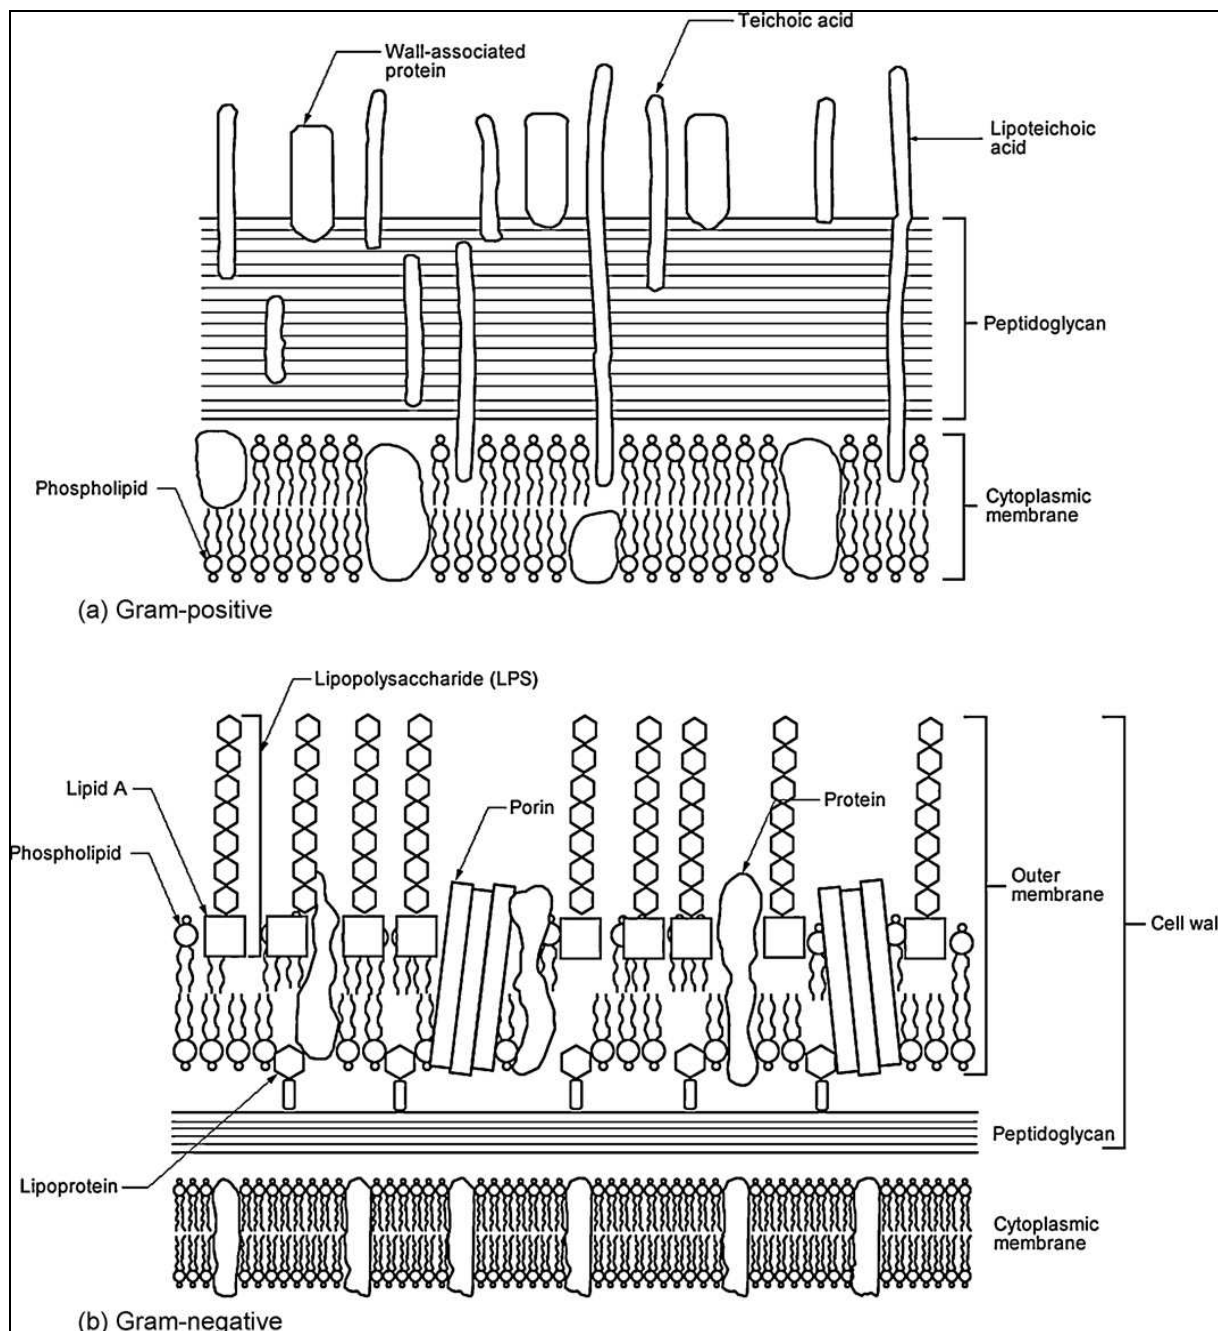 Teichoic acid
Wall-associated
protein
Lipoteichoic
acid
Peptidoglycan
Phospholipid
Cytoplasmic
membrane
(a) Gram-positive
Lipopolysaccharide (LPS)
Lipid A
Porin
Protein
Phospholipid
Outer
membrane
Cell wal
Peptidoglycan
Lipoprotein
Cytoplasmic
membrane
(b) Gram-negative